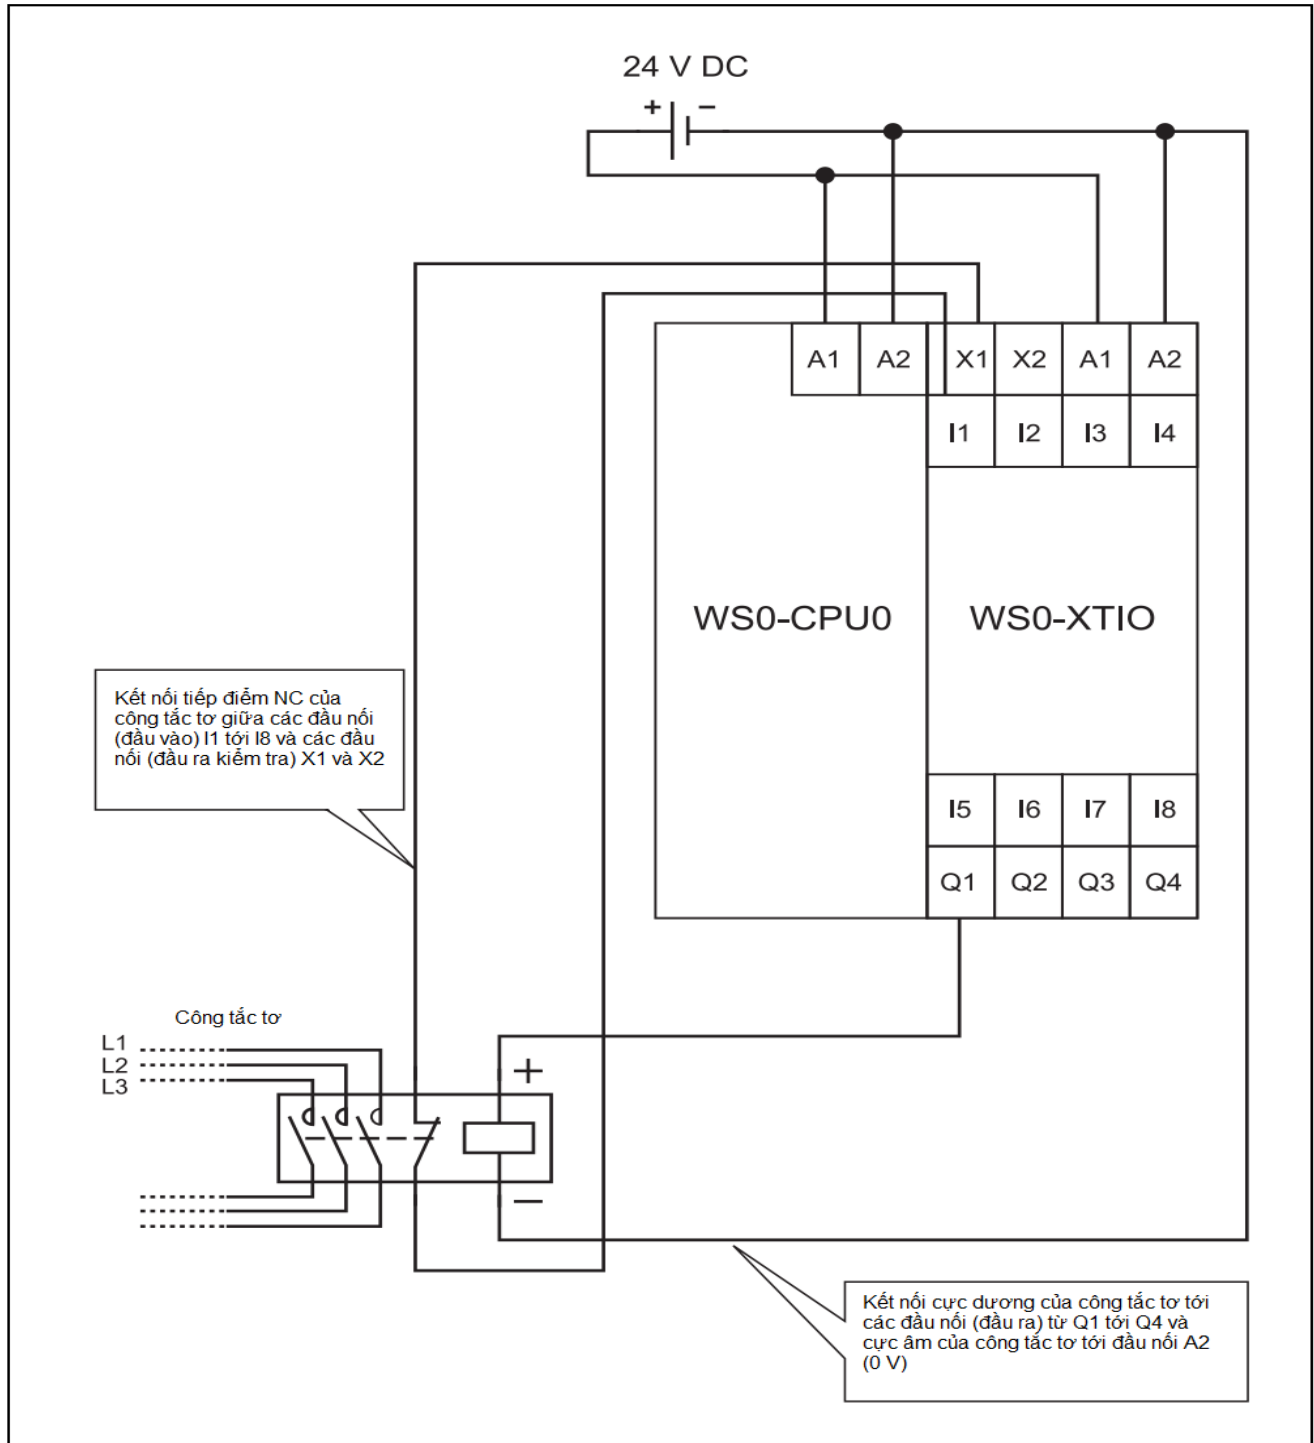 24 V DC
+ −
A1 A2 X1 X2 A1 A2
I1 I2 I3 I4
WS0-CPU0 WS0-XTIO
Kết nối tiếp điểm NC của
công tắc tơ giữa các đầu nối
(đầu vào) I1 tới I8 và các đầu
nối (đầu ra kiểm tra) X1 và X2
I5 I6 I7 I8
Q1 Q2 Q3 Q4
Công tắc tơ
L1
L2
L3
+
−
Kết nối cực dương của công tắc tơ tới
các đầu nối (đầu ra) từ Q1 tới Q4 và
cực âm của công tắc tơ tới đầu nối A2
(0 V)